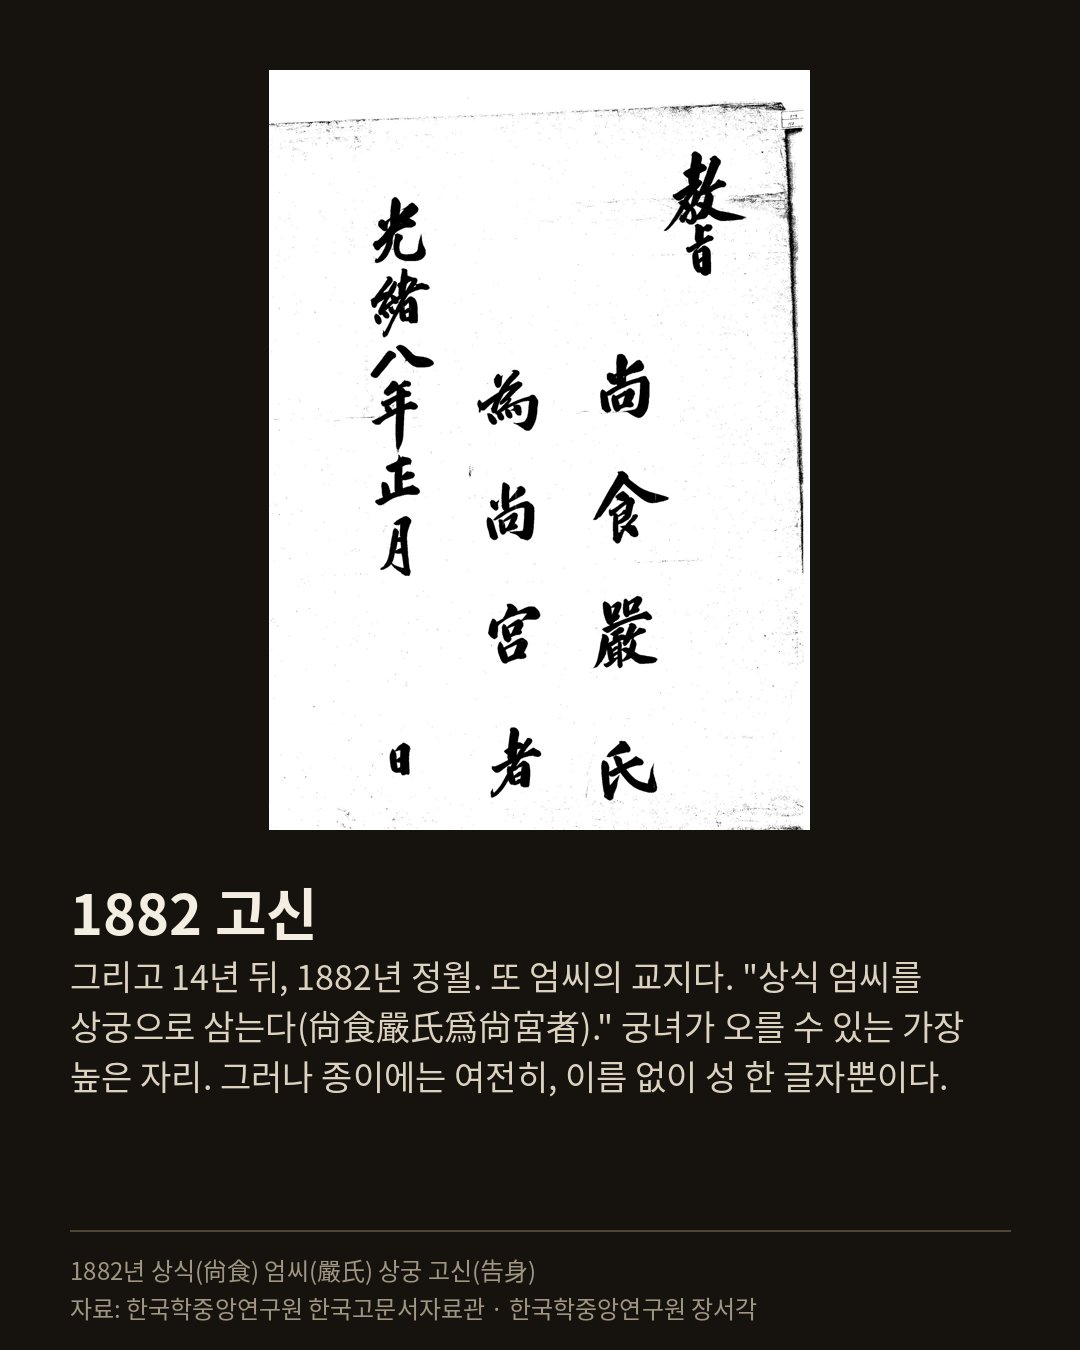 敎旨
尙食嚴氏
為尙宮者
光緖八年正月 日
1882 고신
그리고 14년 뒤, 1882년 정월. 또 엄씨의 교지다. "상식 엄씨를
상궁으로 삼는다(尙食嚴氏爲尙宮者)." 궁녀가 오를 수 있는 가장
높은 자리. 그러나 종이에는 여전히, 이름 없이 성 한 글자뿐이다.
1882년 상식(尙食) 엄씨(嚴氏) 상궁 고신(告身)
자료: 한국학중앙연구원 한국고문서자료관 · 한국학중앙연구원 장서각